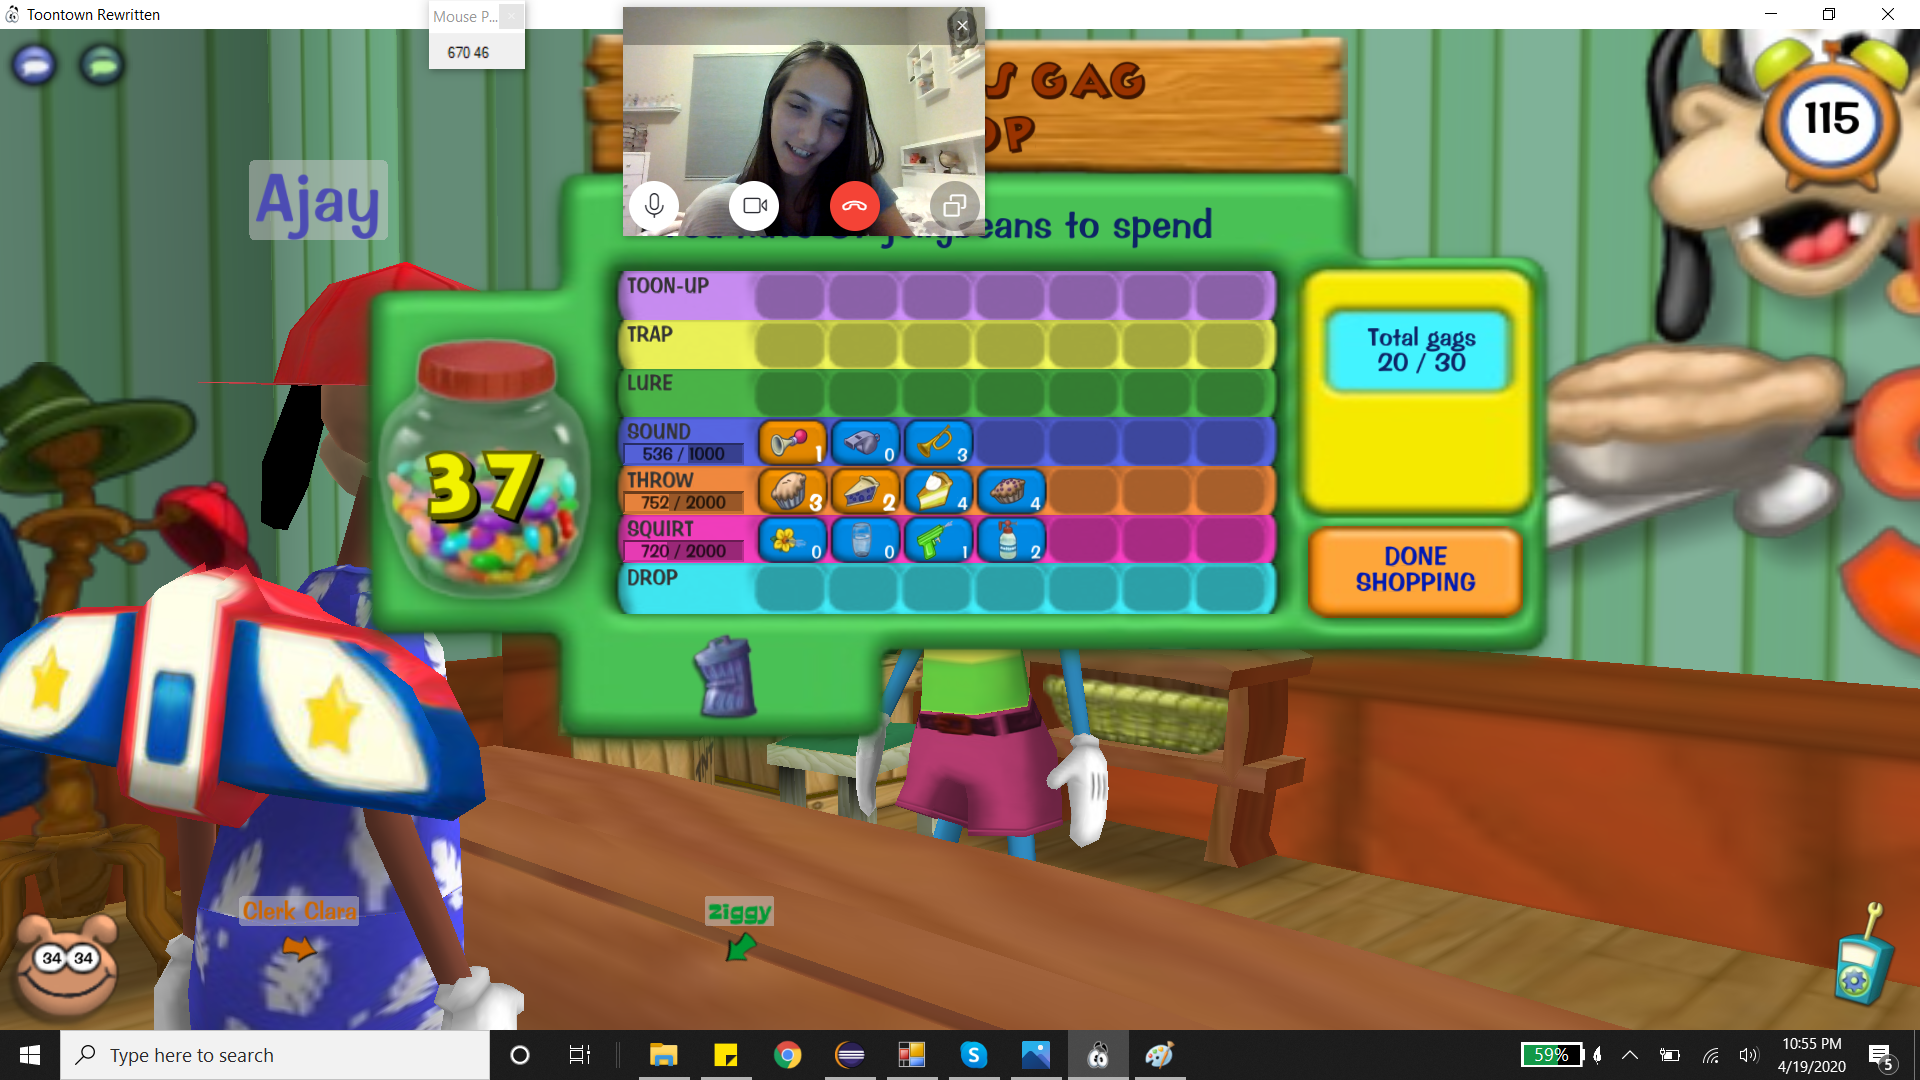 Toontown Rewritten
Mouse P...
670 46
S GAG
OP
115
Ajay
jellybeans to spend
TOON-UP
TRAP
LURE
SOUND
536 / 1000
1
0
3
THROW
752 / 2000
3
2
4
4
SQUIRT
720 / 2000
0
0
1
2
DROP
37
Total gags
20 / 30
DONE
SHOPPING
TNT
Clerk Clara
Ziggy
34 34
Type here to search
59%
10:55 PM
4/19/2020
5